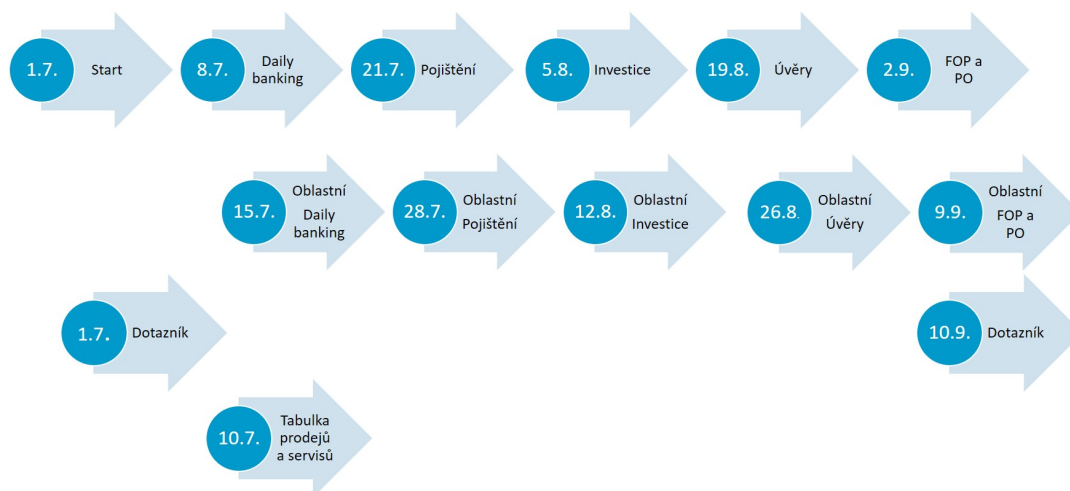 1.7.
Start
8.7.
Daily
banking
21.7.
Pojištění
5.8.
Investice
19.8.
Úvěry
2.9.
FOP a
PO
15.7.
Oblastní
Daily
banking
28.7.
Oblastní
Pojištění
12.8.
Oblastní
Investice
26.8.
Oblastní
Úvěry
9.9.
Oblastní
FOP a
PO
1.7.
Dotazník
10.9.
Dotazník
10.7.
Tabulka
prodejů
a servisů